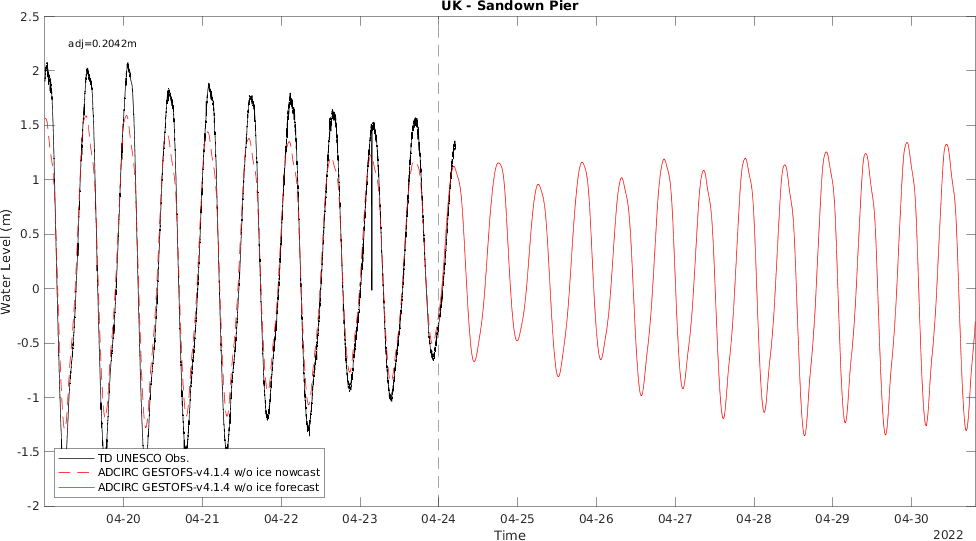 UK - Sandown Pier
adj=0.2042m
2.5
2
1.5
1
0.5
0
-0.5
-1
-1.5
-2
Water Level (m)
TD UNESCO Obs.
ADCIRC GESTOFS-v4.1.4 w/o ice nowcast
ADCIRC GESTOFS-v4.1.4 w/o ice forecast
04-20 04-21 04-22 04-23 04-24 04-25 04-26 04-27 04-28 04-29 04-30
Time
2022